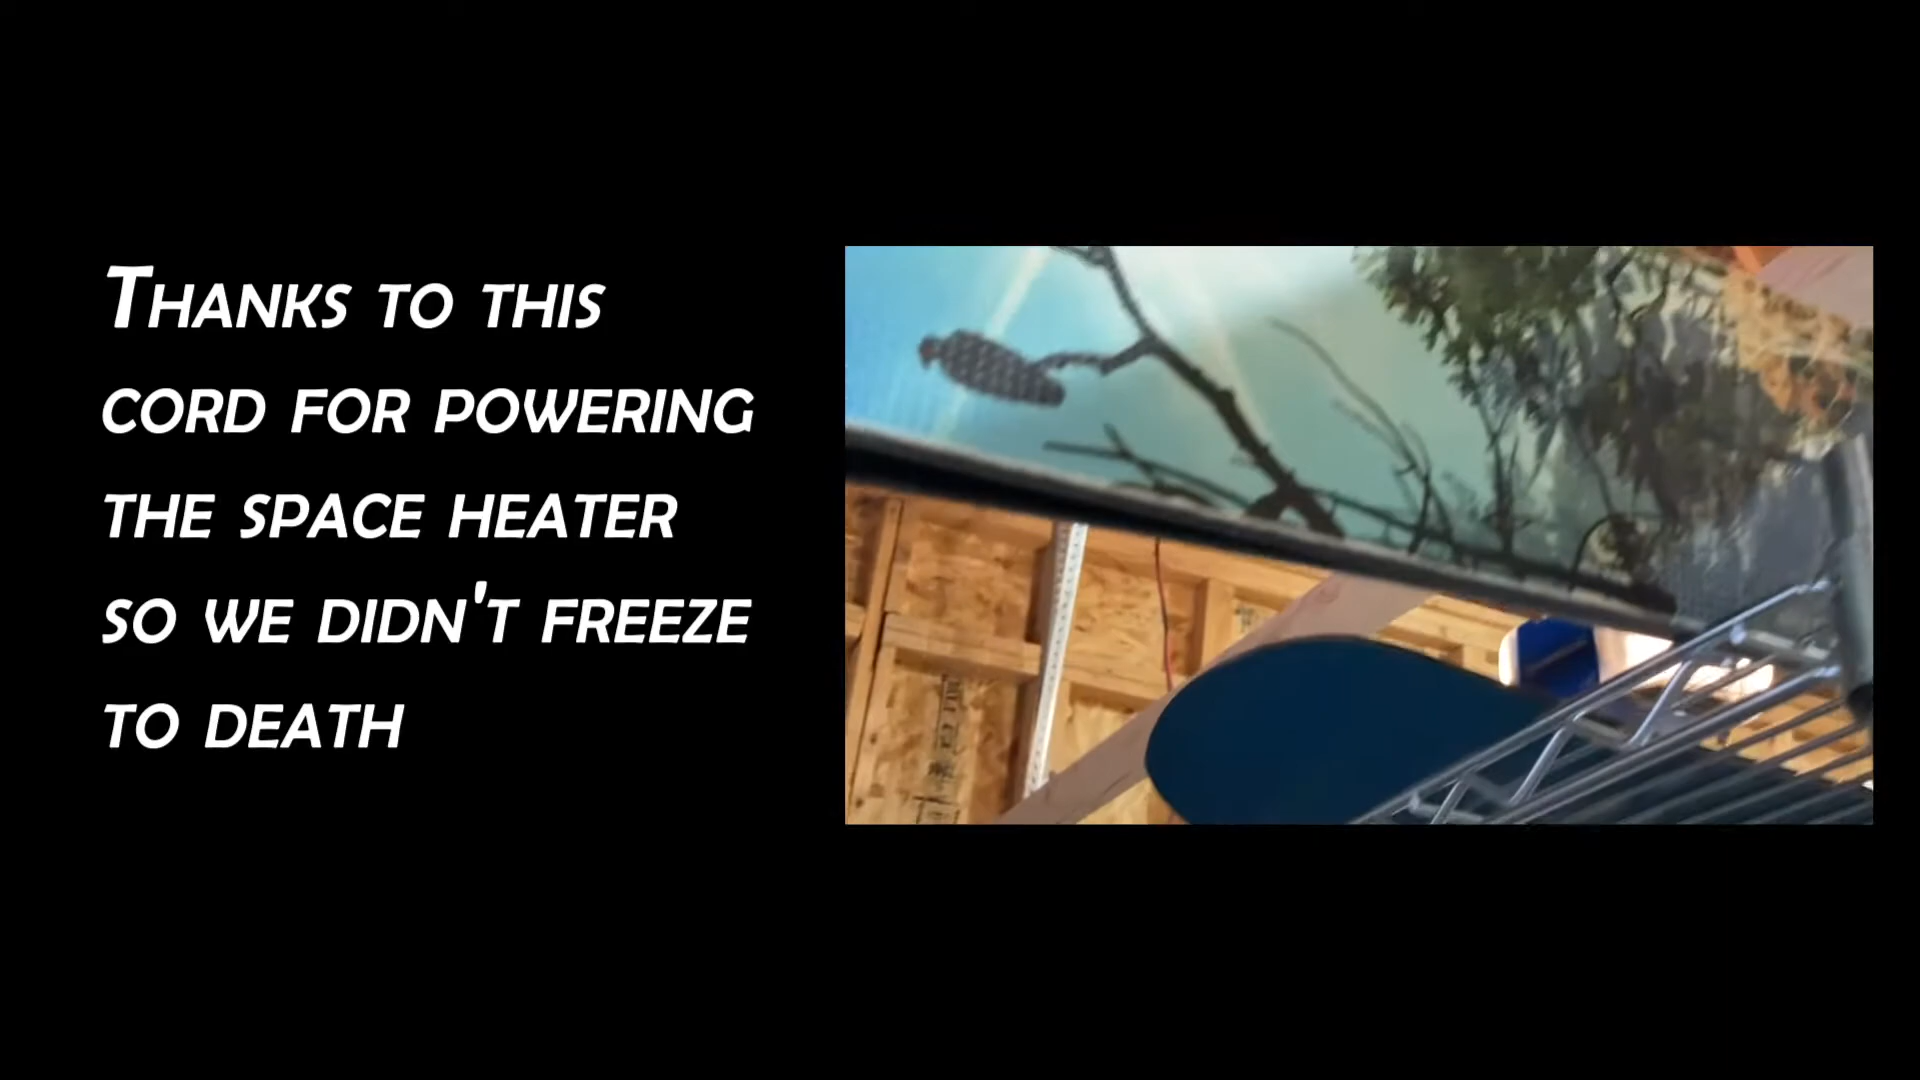 Thanks to this
cord for powering
the space heater
so we didn't freeze
to death